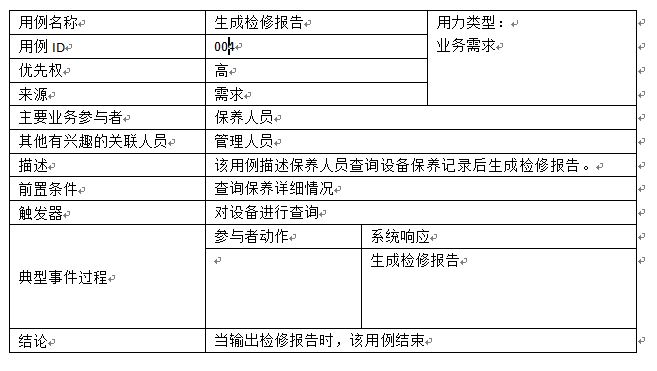 用例名称 生成检修报告 用力类型：
用例 ID 004 业务需求
优先权 高
来源 需求
主要业务参与者 保养人员
其他有兴趣的关联人员 管理人员
描述 该用例描述保养人员查询设备保养记录后生成检修报告。
前置条件 查询保养详细情况
触发器 对设备进行查询
典型事件过程 参与者动作 系统响应
生成检修报告
结论 当输出检修报告时，该用例结束